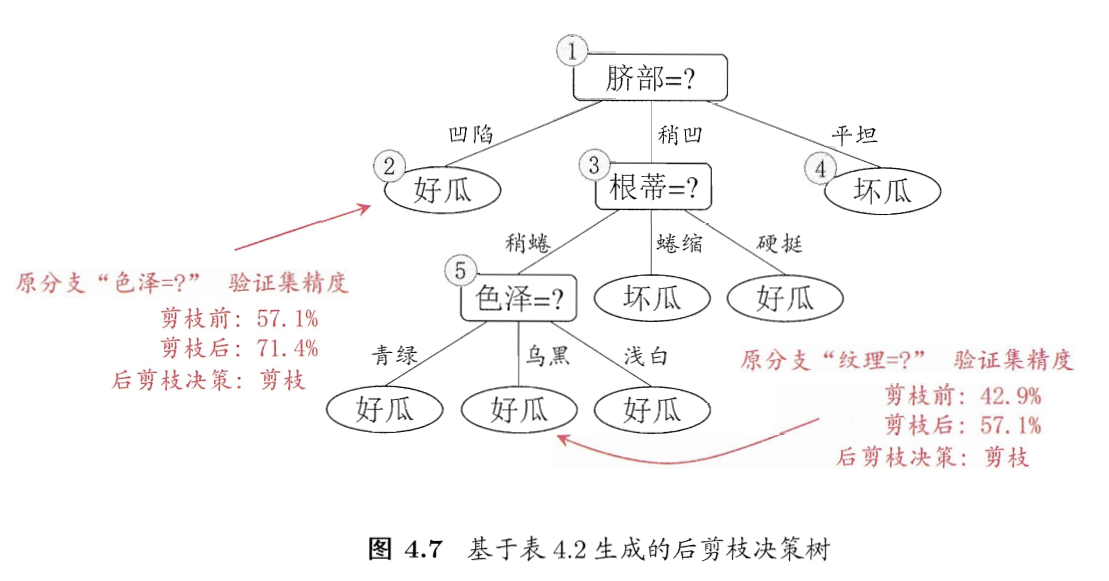 ①
脐部=?
凹陷 稍凹 平坦
② ③ ④
好瓜 根蒂=? 坏瓜
稍蜷 蜷缩 硬挺
⑤
色泽=? 坏瓜 好瓜
原分支“色泽=?” 验证集精度
剪枝前: 57.1%
剪枝后: 71.4%
后剪枝决策: 剪枝
青绿 乌黑 浅白
好瓜 好瓜 好瓜
原分支“纹理=?” 验证集精度
剪枝前: 42.9%
剪枝后: 57.1%
后剪枝决策: 剪枝
图 4.7 基于表 4.2 生成的后剪枝决策树